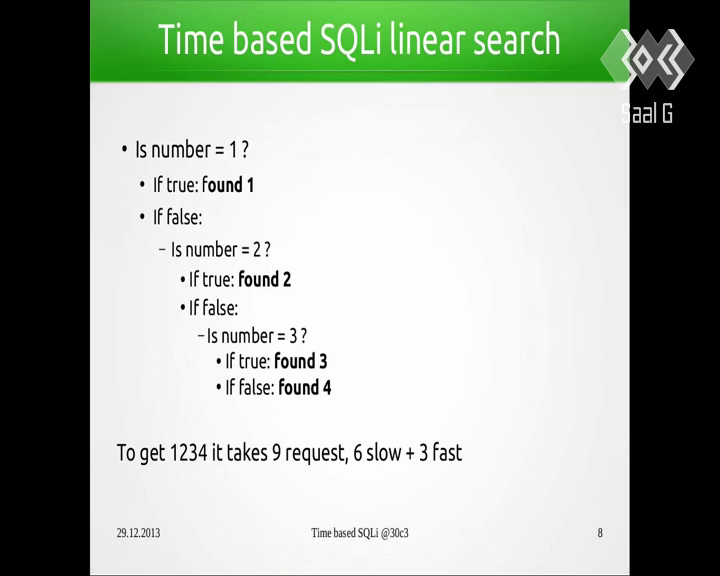 Time based SQLi linear search
Saal G
• Is number = 1 ?
• If true: found 1
• If false:
– Is number = 2 ?
• If true: found 2
• If false:
– Is number = 3 ?
• If true: found 3
• If false: found 4
To get 1234 it takes 9 request, 6 slow + 3 fast
29.12.2013 Time based SQLi @30c3 8